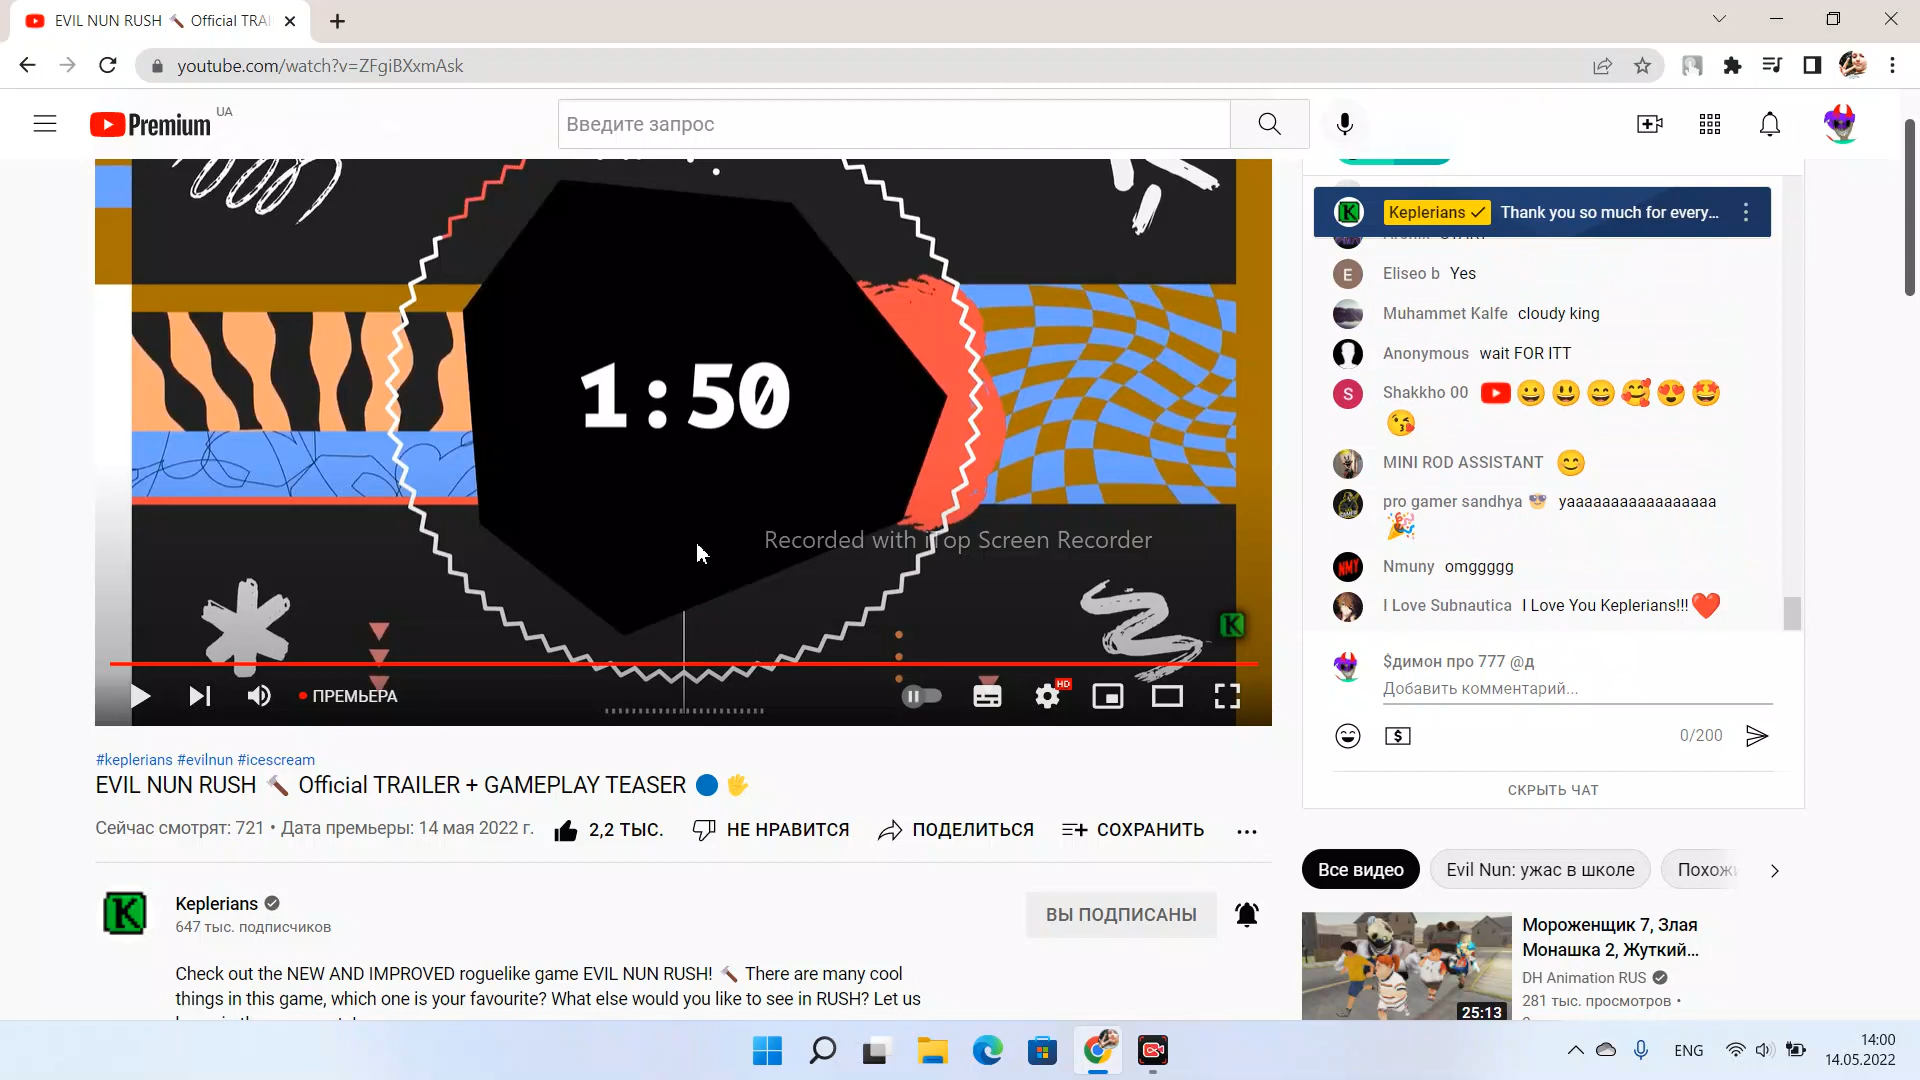 EVIL NUN RUSH 🔨 Official TRAI
youtube.com/watch?v=ZFgiBXxmAsk
Premium UA
Введите запрос
1:50
Recorded with iTop Screen Recorder
ПРЕМЬЕРА
HD
#keplerians #evilnun #icescream
EVIL NUN RUSH 🔨 Official TRAILER + GAMEPLAY TEASER 🔵 🖐
Сейчас смотрят: 721 • Дата премьеры: 14 мая 2022 г.
2,2 ТЫС.
НЕ НРАВИТСЯ
ПОДЕЛИТЬСЯ
СОХРАНИТЬ
Keplerians
647 тыс. подписчиков
ВЫ ПОДПИСАНЫ
Check out the NEW AND IMPROVED roguelike game EVIL NUN RUSH! 🔨 There are many cool
things in this game, which one is your favourite? What else would you like to see in RUSH? Let us
Keplerians ✓ Thank you so much for every...
Eliseo b Yes
Muhammet Kalfe cloudy king
Anonymous wait FOR ITT
Shakkho 00
MINI ROD ASSISTANT 😊
pro gamer sandhya 😎 yaaaaaaaaaaaaaaaaa
🎉
NMY
Nmuny omggggg
I Love Subnautica I Love You Keplerians!!!❤️
$димон про 777 @д
Добавить комментарий...
0/200
СКРЫТЬ ЧАТ
Все видео
Evil Nun: ужас в школе
Похожи
25:13
Мороженщик 7, Злая
Монашка 2, Жуткий...
DH Animation RUS
281 тыс. просмотров •
ENG
14:00
14.05.2022